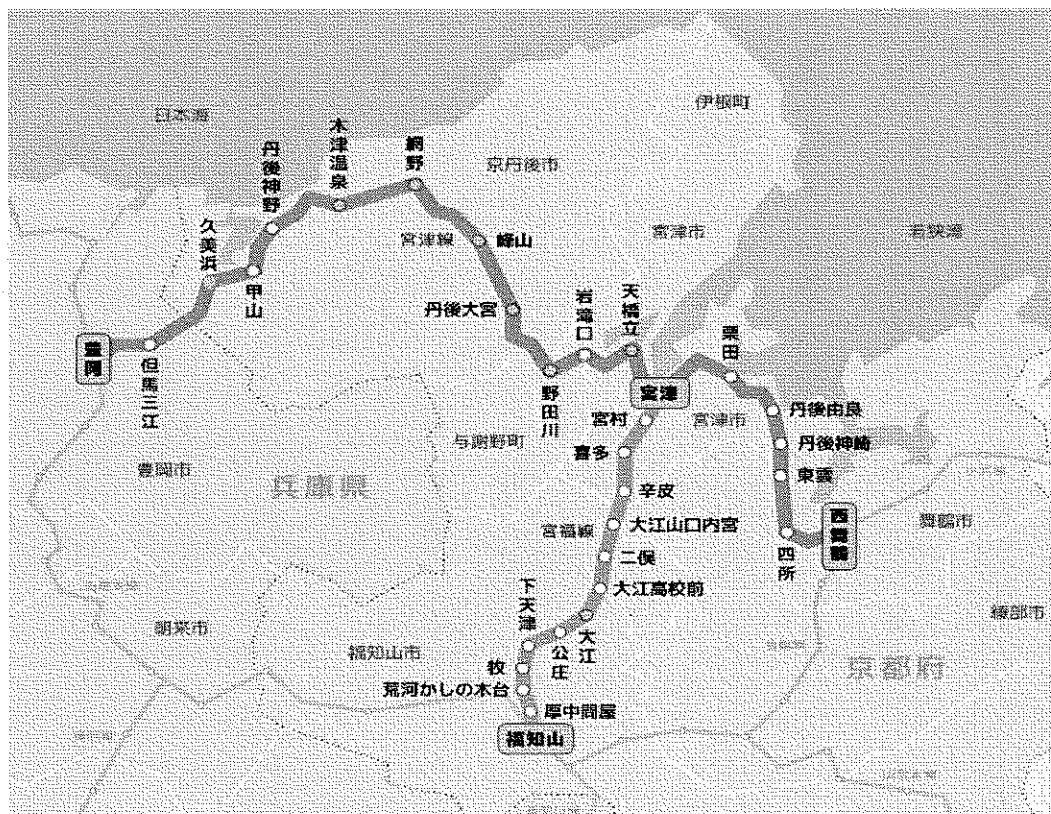 伊根町
日本海
木津温泉
網野
丹後神野
京丹後市
久美浜
宮津線
峰山
宮津市
若狭湾
甲山
丹後大宮
岩滝口
天橋立
栗田
豊岡
但馬三江
野田川
宮津
宮村
宮津市
丹後由良
与謝野町
喜多
丹後神崎
豊岡市
兵庫県
辛皮
東雲
宮福線
大江山口内宮
西舞鶴
舞鶴市
二俣
四所
下天津
大江高校前
綾部市
朝来市
大江
福知山市
公庄
京都府
牧
荒河かしの木台
厚中問屋
福知山